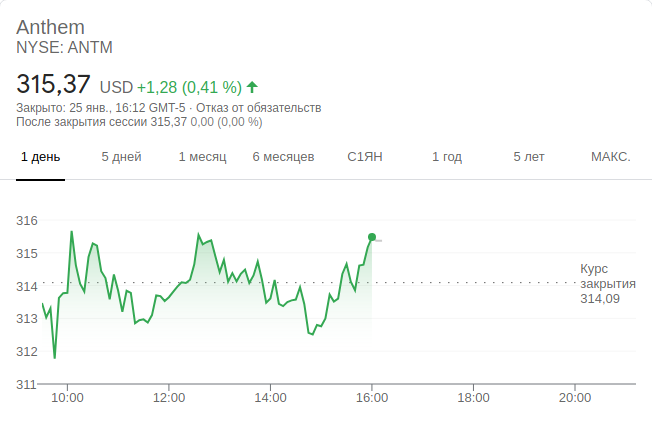 Anthem
NYSE: ANTM
315,37 USD +1,28 (0,41 %)
Закрыто: 25 янв., 16:12 GMT-5 · Отказ от обязательств
После закрытия сессии 315,37 0,00 (0,00 %)
1 день 5 дней 1 месяц 6 месяцев С1ЯН 1 год 5 лет МАКС.
316
315
314
313
312
311
Курс
закрытия
314,09
10:00 12:00 14:00 16:00 18:00 20:00